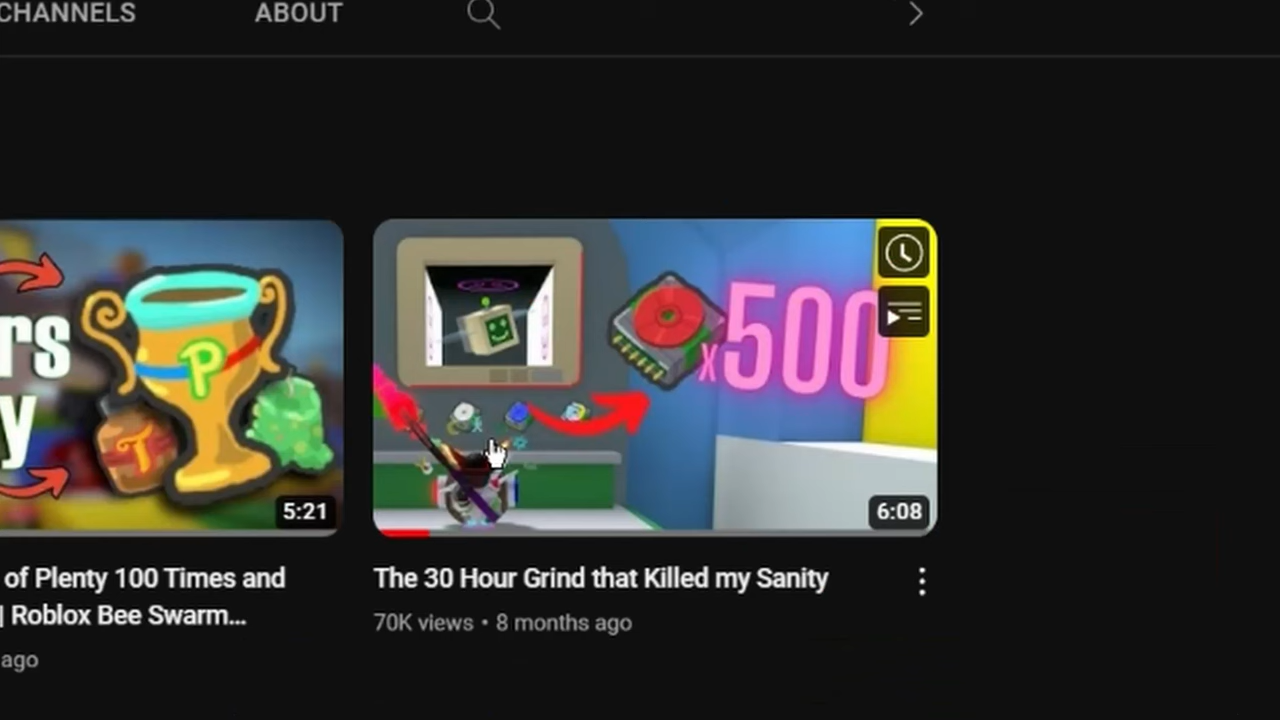 CHANNELS
ABOUT
rs
y
P
T
5:21
x500
6:08
of Plenty 100 Times and
| Roblox Bee Swarm...
ago
The 30 Hour Grind that Killed my Sanity
70K views • 8 months ago